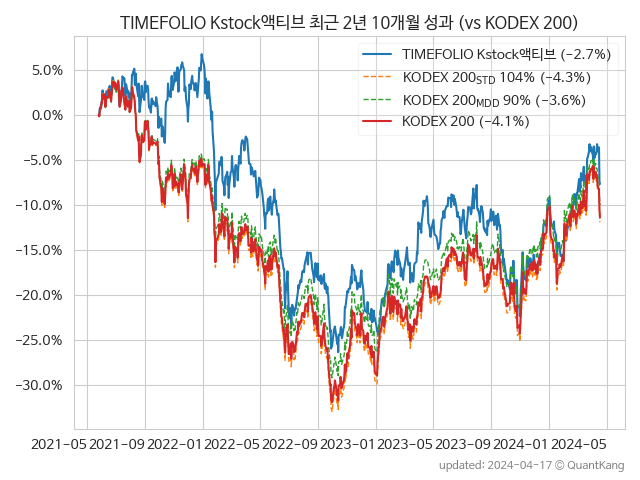 TIMEFOLIO Kstock액티브 최근 2년 10개월 성과 (vs KODEX 200)
TIMEFOLIO Kstock액티브 (−2.7%)
KODEX 200STD 104% (−4.3%)
KODEX 200MDD 90% (−3.6%)
KODEX 200 (−4.1%)
5.0%
0.0%
−5.0%
−10.0%
−15.0%
−20.0%
−25.0%
−30.0%
2021-05 2021-09 2022-01 2022-05 2022-09 2023-01 2023-05 2023-09 2024-01 2024-05
updated: 2024-04-17 © QuantKang